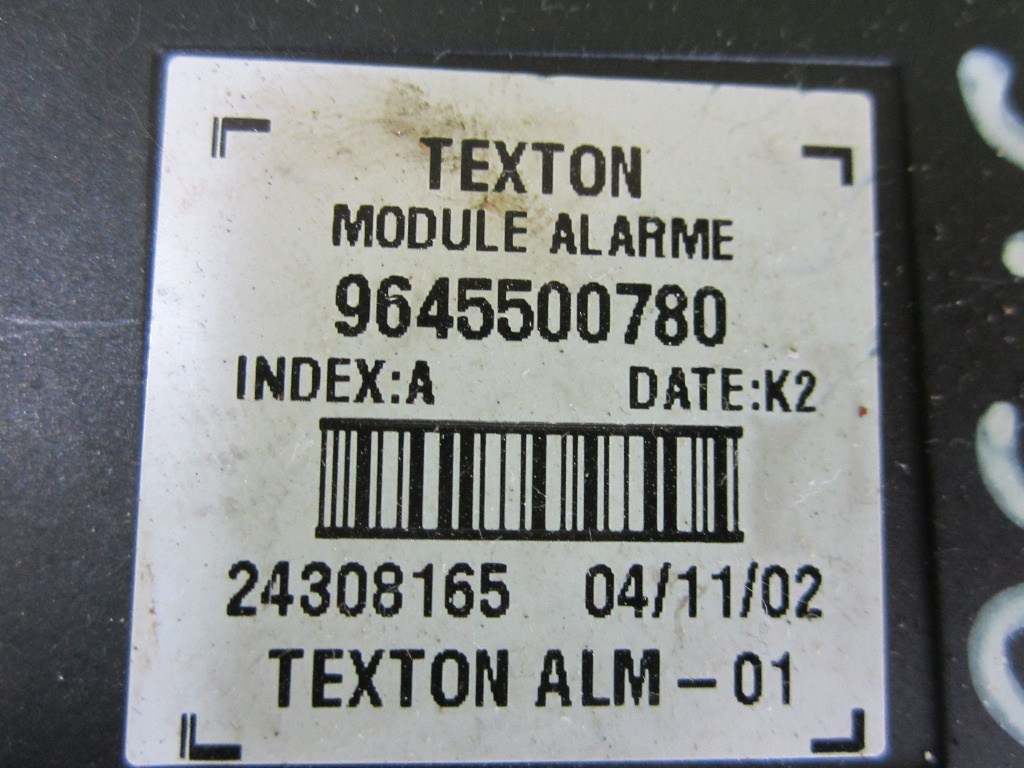 TEXTON
MODULE ALARME
9645500780
INDEX:A DATE:K2
24308165 04/11/02
TEXTON ALM - 01